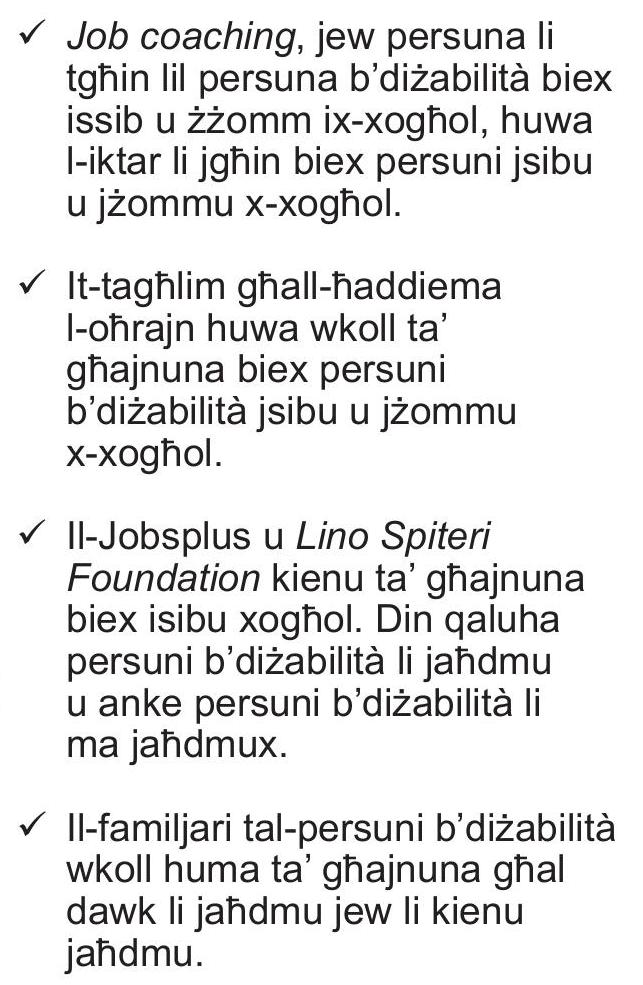 ✓ Job coaching, jew persuna li
tgħin lil persuna b’diżabilità biex
issib u żżomm ix-xogħol, huwa
l-iktar li jgħin biex persuni jsibu
u jżommu x-xogħol.
✓ It-tagħlim għall-ħaddiema
l-oħrajn huwa wkoll ta’
għajnuna biex persuni
b’diżabilità jsibu u jżommu
x-xogħol.
✓ Il-Jobsplus u Lino Spiteri
Foundation kienu ta’ għajnuna
biex isibu xogħol. Din qaluha
persuni b’diżabilità li jaħdmu
u anke persuni b’diżabilità li
ma jaħdmux.
✓ Il-familjari tal-persuni b’diżabilità
wkoll huma ta’ għajnuna għal
dawk li jaħdmu jew li kienu
jaħdmu.